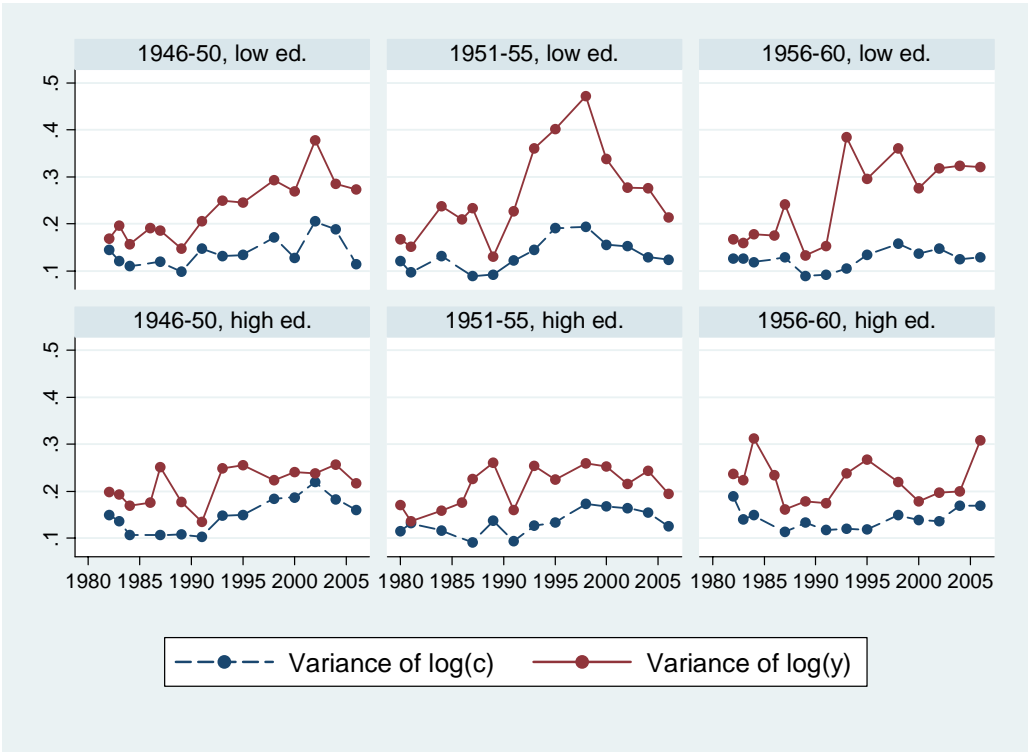 1946-50, low ed. 1951-55, low ed. 1956-60, low ed.
.5
.4
.3
.2
.1
1946-50, high ed. 1951-55, high ed. 1956-60, high ed.
.5
.4
.3
.2
.1
1980 1985 1990 1995 2000 2005 1980 1985 1990 1995 2000 2005 1980 1985 1990 1995 2000 2005
Variance of log(c) Variance of log(y)